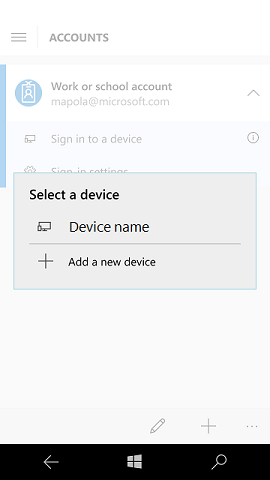 ACCOUNTS
Work or school account
mapola@microsoft.com
Sign in to a device
Sign-in settings
Select a device
Device name
Add a new device